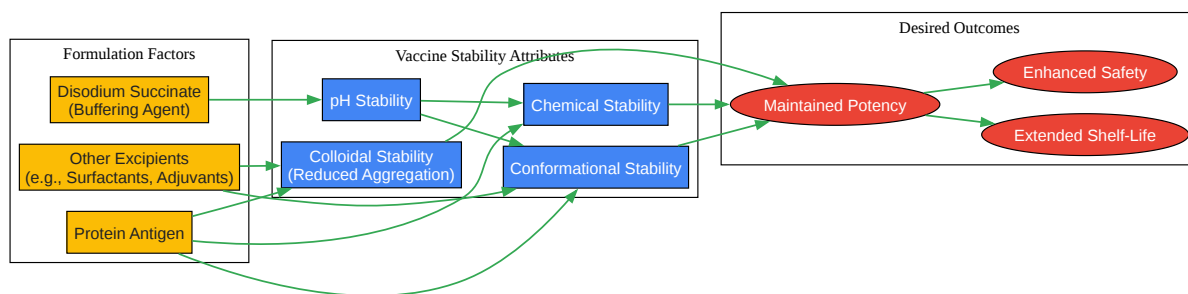 Formulation Factors
Disodium Succinate
(Buffering Agent)
Other Excipients
(e.g., Surfactants, Adjuvants)
Protein Antigen
Vaccine Stability Attributes
pH Stability
Chemical Stability
Colloidal Stability
(Reduced Aggregation)
Conformational Stability
Desired Outcomes
Maintained Potency
Enhanced Safety
Extended Shelf-Life